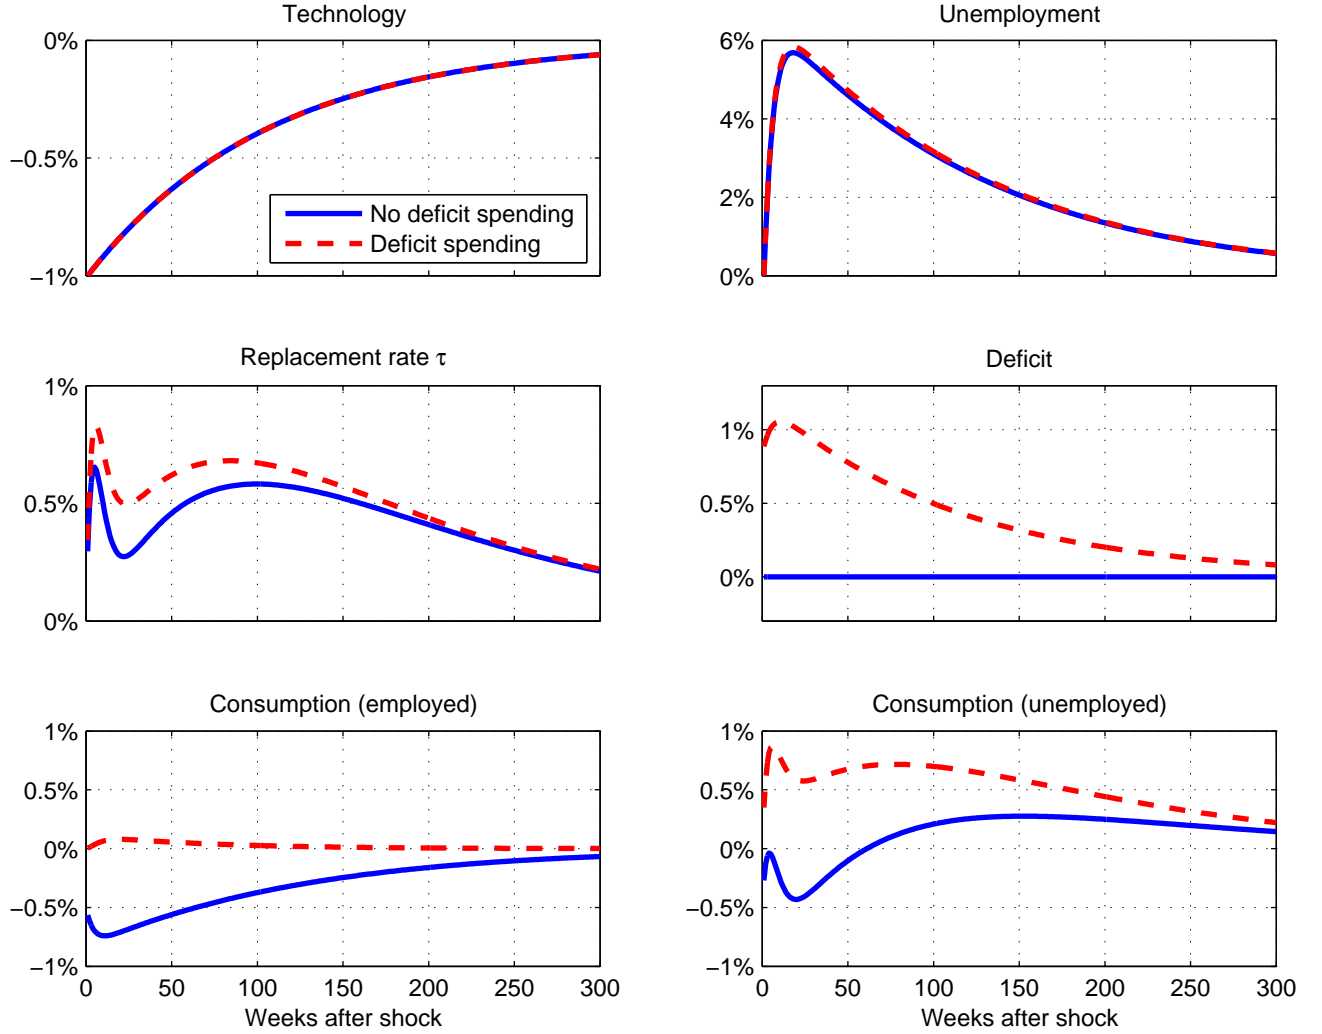 Technology
0%
−0.5%
−1%
No deficit spending
Deficit spending
Unemployment
6%
4%
2%
0%
Replacement rate τ
1%
0.5%
0%
Deficit
1%
0.5%
0%
Consumption (employed)
1%
0.5%
0%
−0.5%
−1%
0 50 100 150 200 250 300
Weeks after shock
Consumption (unemployed)
1%
0.5%
0%
−0.5%
−1%
0 50 100 150 200 250 300
Weeks after shock